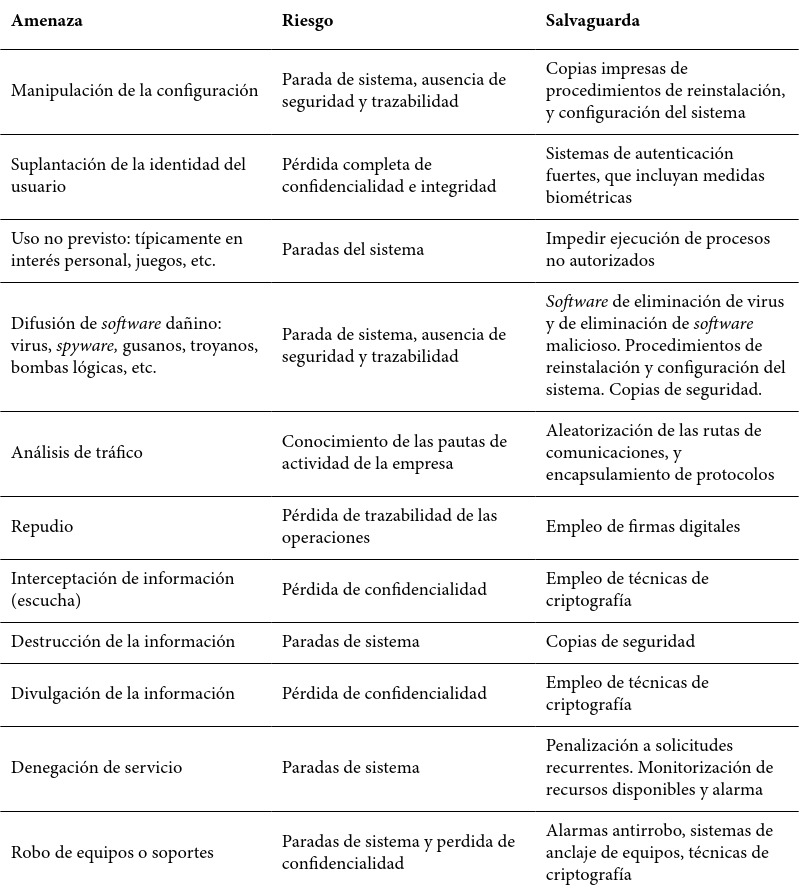 Amenaza Riesgo Salvaguarda
Manipulación de la configuración
Parada de sistema, ausencia de
seguridad y trazabilidad
Copias impresas de
procedimientos de reinstalación,
y configuración del sistema
Suplantación de la identidad del
usuario
Pérdida completa de
confidencialidad e integridad
Sistemas de autenticación
fuertes, que incluyan medidas
biométricas
Uso no previsto: típicamente en
interés personal, juegos, etc.
Paradas del sistema
Impedir ejecución de procesos
no autorizados
Difusión de software dañino:
virus, spyware, gusanos, troyanos,
bombas lógicas, etc.
Parada de sistema, ausencia de
seguridad y trazabilidad
Software de eliminación de virus
y de eliminación de software
malicioso. Procedimientos de
reinstalación y configuración del
sistema. Copias de seguridad.
Análisis de tráfico
Conocimiento de las pautas de
actividad de la empresa
Aleatorización de las rutas de
comunicaciones, y
encapsulamiento de protocolos
Repudio
Pérdida de trazabilidad de las
operaciones
Empleo de firmas digitales
Interceptación de información
(escucha)
Pérdida de confidencialidad
Empleo de técnicas de
criptografía
Destrucción de la información
Paradas de sistema
Copias de seguridad
Divulgación de la información
Pérdida de confidencialidad
Empleo de técnicas de
criptografía
Denegación de servicio
Paradas de sistema
Penalización a solicitudes
recurrentes. Monitorización de
recursos disponibles y alarma
Robo de equipos o soportes
Paradas de sistema y perdida de
confidencialidad
Alarmas antirrobo, sistemas de
anclaje de equipos, técnicas de
criptografía